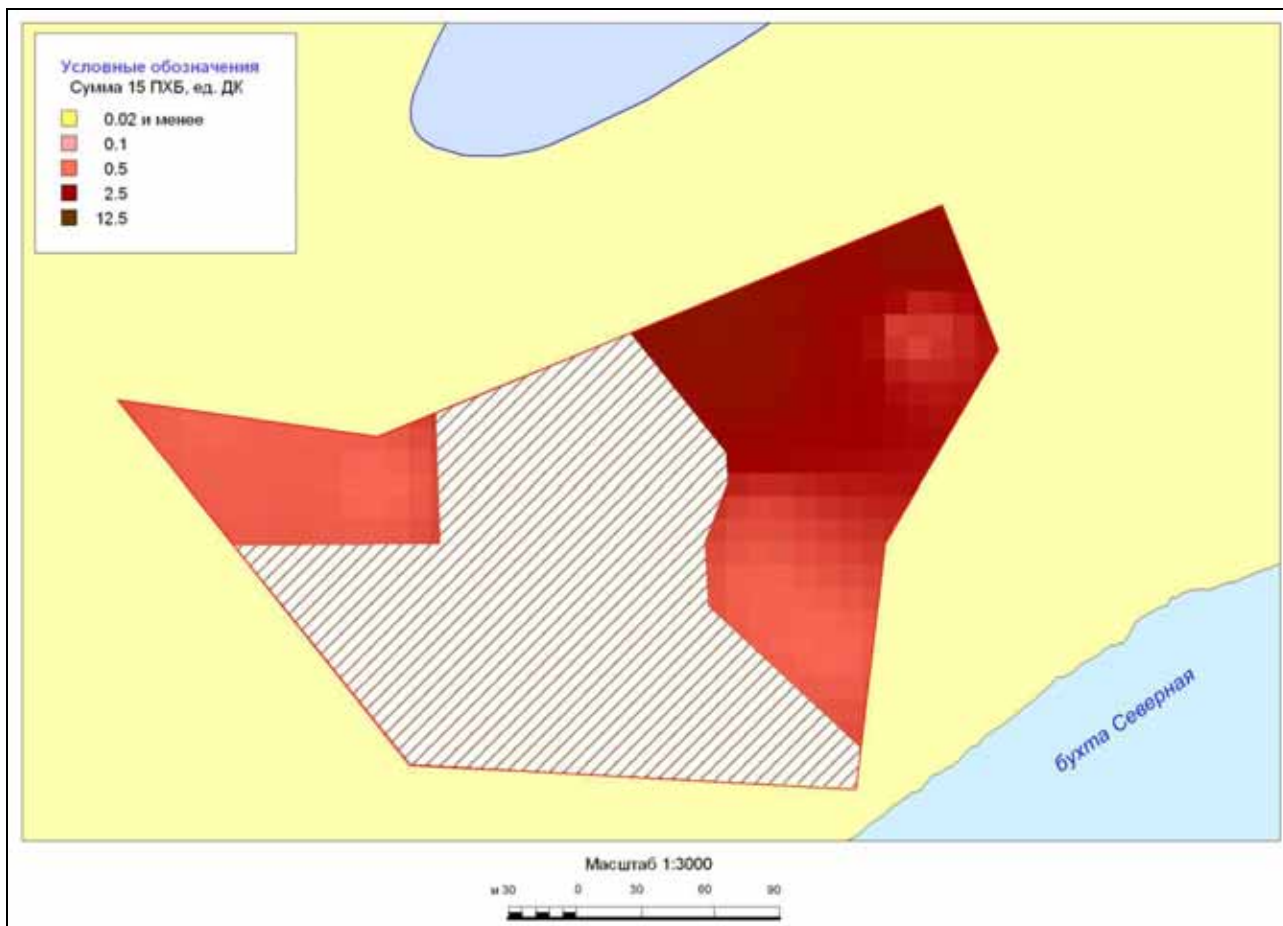 Условные обозначения
Сумма 15 ПХБ, ед. ДК
0.02 и менее
0.1
0.5
2.5
12.5
бухта Северная
Масштаб 1:3000
м 30 0 30 60 90